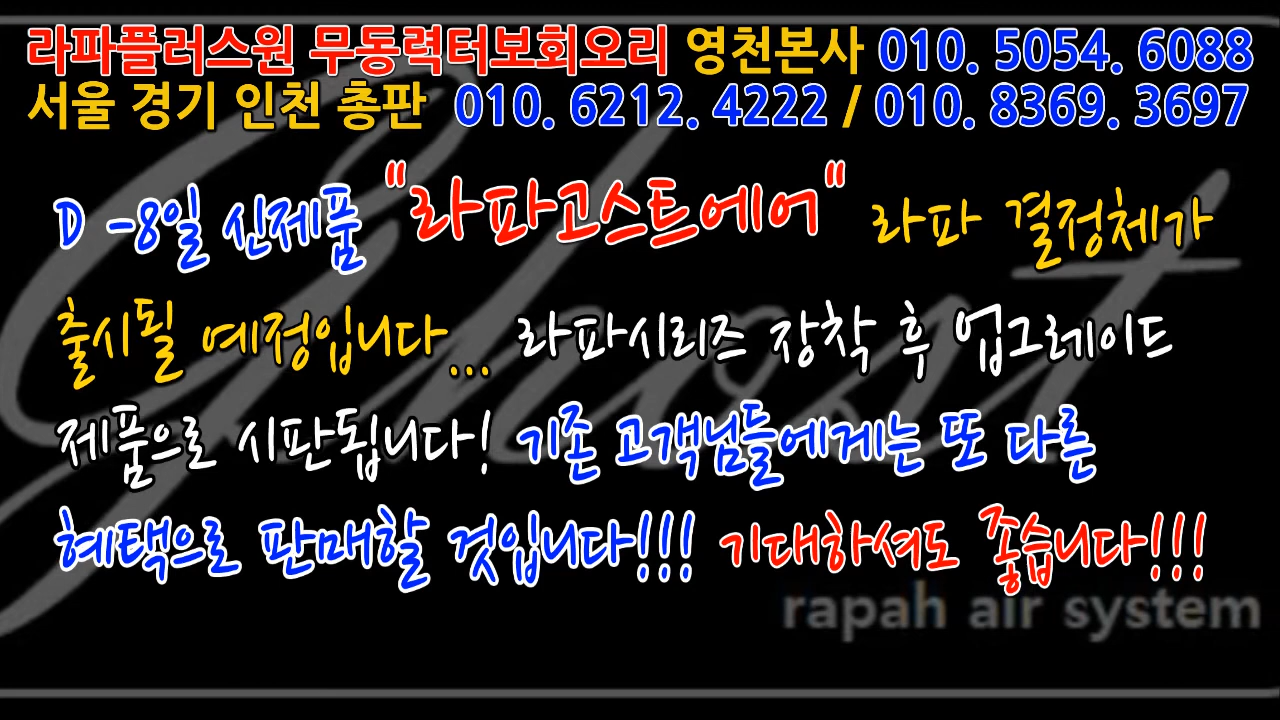 라파플러스원 무동력터보회오리 영천본사 010. 5054. 6088
서울 경기 인천 총판 010. 6212. 4222 / 010. 8369. 3697
D -8일 신제품 "라파고스트에어" 라파 결정체가
출시될 예정입니다... 라파시리즈 장착 후 업그레이드
제품으로 시판됩니다! 기존 고객님들에게는 또 다른
혜택으로 판매할 것입니다!!! 기대하셔도 좋습니다!!!
Ghost
rapah air system